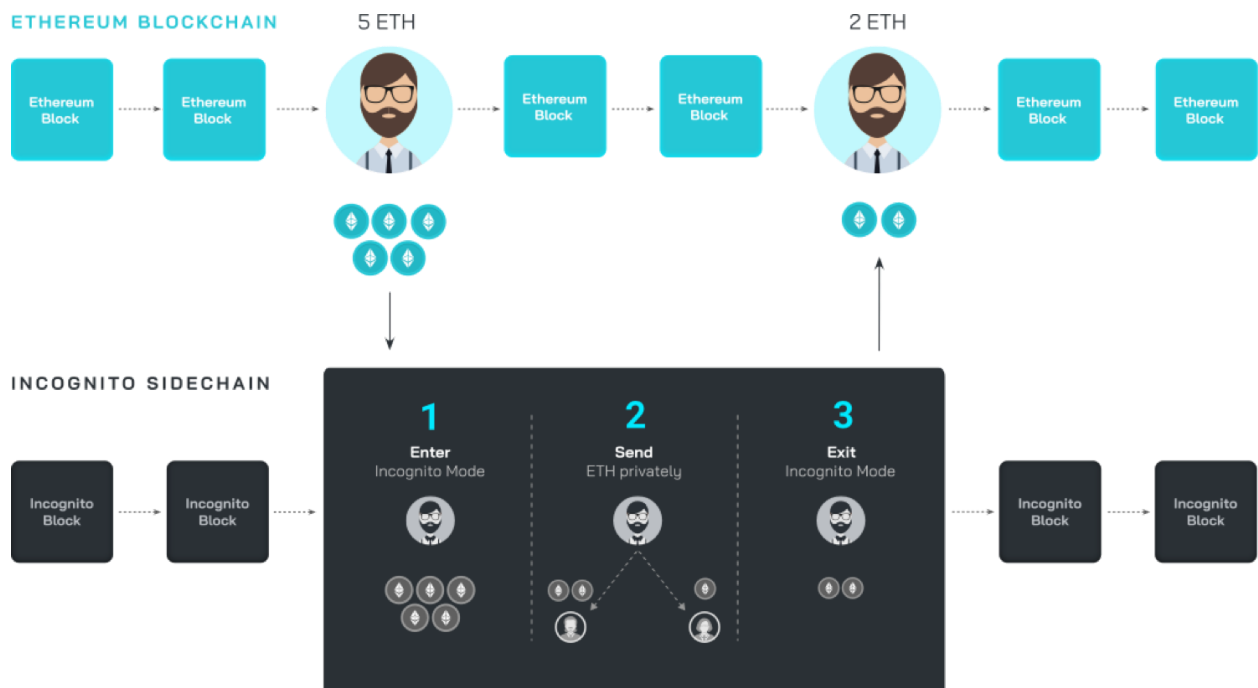 ETHEREUM BLOCKCHAIN
5 ETH
2 ETH
Ethereum
Block
Ethereum
Block
Ethereum
Block
Ethereum
Block
Ethereum
Block
Ethereum
Block
INCOGNITO SIDECHAIN
Incognito
Block
Incognito
Block
1
Enter
Incognito Mode
2
Send
ETH privately
3
Exit
Incognito Mode
Incognito
Block
Incognito
Block